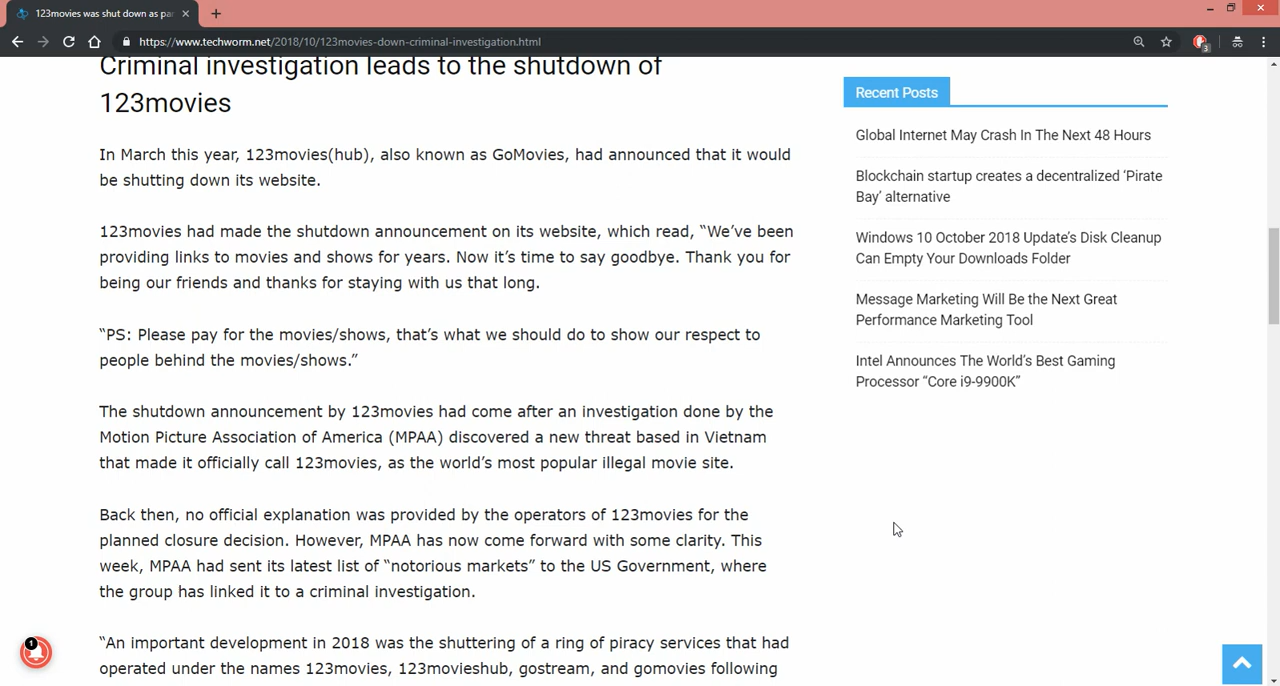 123movies was shut down as pa
https://www.techworm.net/2018/10/123movies-down-criminal-investigation.html
3
Criminal investigation leads to the shutdown of
123movies
In March this year, 123movies(hub), also known as GoMovies, had announced that it would
be shutting down its website.
123movies had made the shutdown announcement on its website, which read, “We’ve been
providing links to movies and shows for years. Now it’s time to say goodbye. Thank you for
being our friends and thanks for staying with us that long.
“PS: Please pay for the movies/shows, that’s what we should do to show our respect to
people behind the movies/shows.”
The shutdown announcement by 123movies had come after an investigation done by the
Motion Picture Association of America (MPAA) discovered a new threat based in Vietnam
that made it officially call 123movies, as the world’s most popular illegal movie site.
Back then, no official explanation was provided by the operators of 123movies for the
planned closure decision. However, MPAA has now come forward with some clarity. This
week, MPAA had sent its latest list of “notorious markets” to the US Government, where
the group has linked it to a criminal investigation.
“An important development in 2018 was the shuttering of a ring of piracy services that had
operated under the names 123movies, 123movieshub, gostream, and gomovies following
Recent Posts
Global Internet May Crash In The Next 48 Hours
Blockchain startup creates a decentralized ‘Pirate
Bay’ alternative
Windows 10 October 2018 Update’s Disk Cleanup
Can Empty Your Downloads Folder
Message Marketing Will Be the Next Great
Performance Marketing Tool
Intel Announces The World’s Best Gaming
Processor “Core i9-9900K”
1